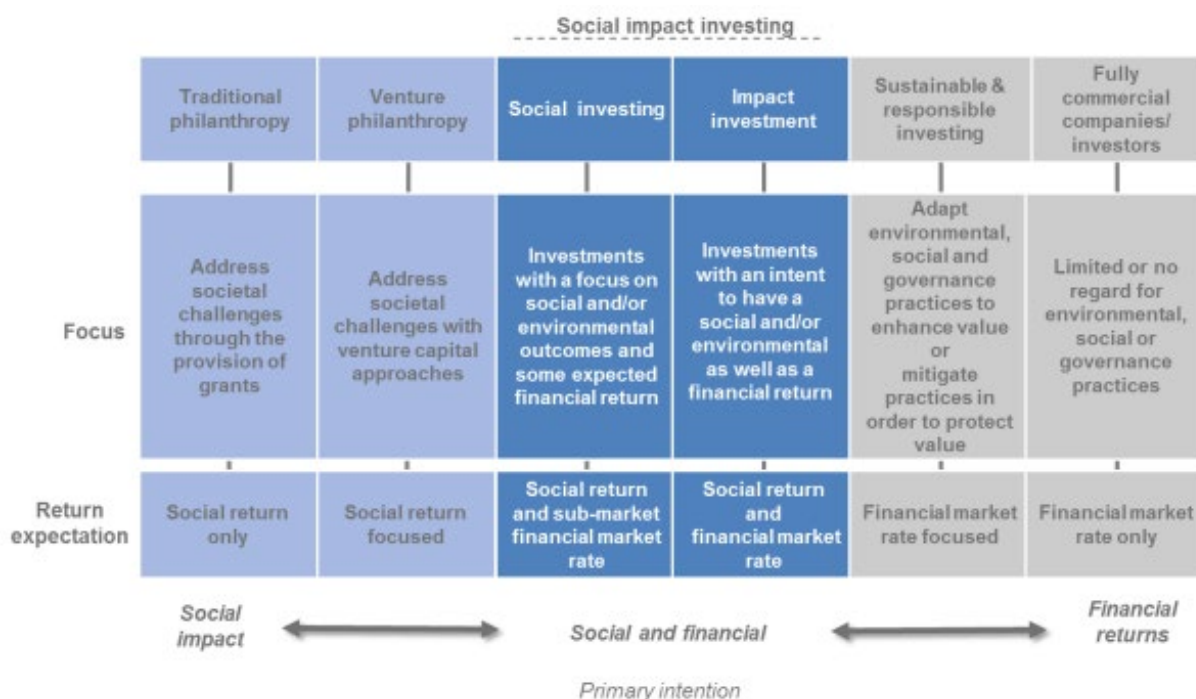 Social impact investing
Traditional
philanthropy
Venture
philanthropy
Social investing
Impact
investment
Sustainable &
responsible
investing
Fully
commercial
companies/
investors
Focus
Address
societal
challenges
through the
provision of
grants
Address
societal
challenges with
venture capital
approaches
Investments
with a focus on
social and/or
environmental
outcomes and
some expected
financial return
Investments
with an intent
to have a
social and/or
environmental
as well as a
financial return
Adapt
environmental,
social and
governance
practices to
enhance value
or
mitigate
practices in
order to protect
value
Limited or no
regard for
environmental,
social or
governance
practices
Return
expectation
Social return
only
Social return
focused
Social return
and sub-market
financial market
rate
Social return
and
financial market
rate
Financial market
rate focused
Financial market
rate only
Social
impact
Social and financial
Financial
returns
Primary intention